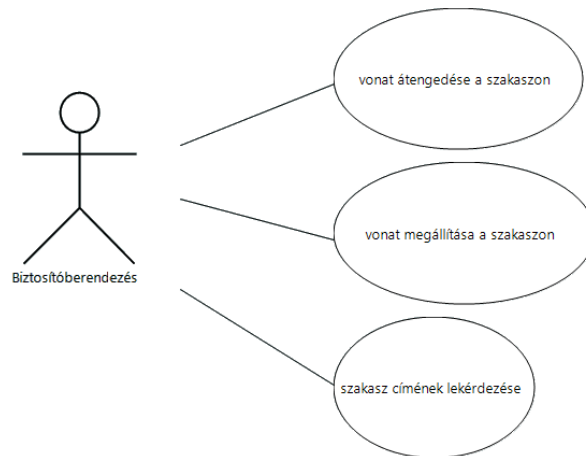 vonat átengedése a szakaszon
vonat megállítása a szakaszon
Biztosítóberendezés
szakasz címének lekérdezése